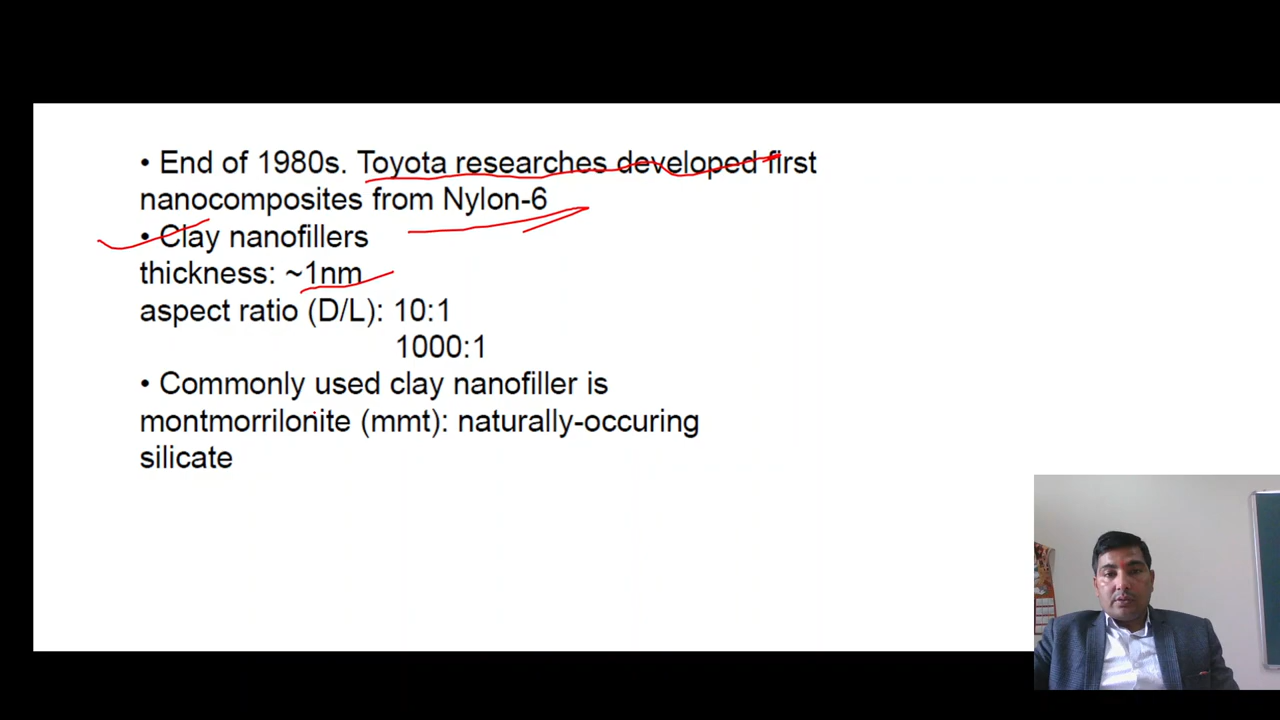 • End of 1980s. Toyota researches developed first
nanocomposites from Nylon-6
• Clay nanofillers
thickness: ~1nm
aspect ratio (D/L): 10:1
1000:1
• Commonly used clay nanofiller is
montmorrilonite (mmt): naturally-occuring
silicate